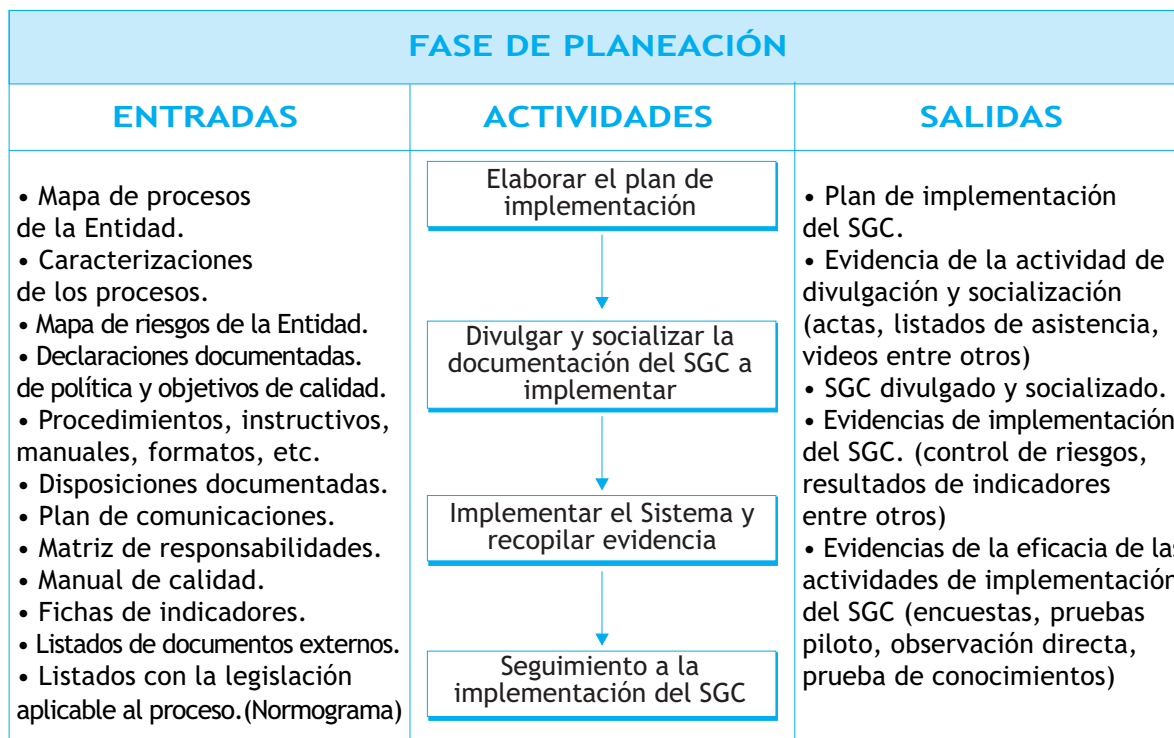 FASE DE PLANEACIÓN
ENTRADAS
• Mapa de procesos
de la Entidad.
• Caracterizaciones
de los procesos.
• Mapa de riesgos de la Entidad.
• Declaraciones documentadas.
de política y objetivos de calidad.
• Procedimientos, instructivos,
manuales, formatos, etc.
• Disposiciones documentadas.
• Plan de comunicaciones.
• Matriz de responsabilidades.
• Manual de calidad.
• Fichas de indicadores.
• Listados de documentos externos.
• Listados con la legislación
aplicable al proceso.(Normograma)
ACTIVIDADES
Elaborar el plan de
implementación
Divulgar y socializar la
documentación del SGC a
implementar
Implementar el Sistema y
recopilar evidencia
Seguimiento a la
implementación del SGC
SALIDAS
• Plan de implementación
del SGC.
• Evidencia de la actividad de
divulgación y socialización
(actas, listados de asistencia,
videos entre otros)
• SGC divulgado y socializado.
• Evidencias de implementación
del SGC. (control de riesgos,
resultados de indicadores
entre otros)
• Evidencias de la eficacia de las
actividades de implementación
del SGC (encuestas, pruebas
piloto, observación directa,
prueba de conocimientos)